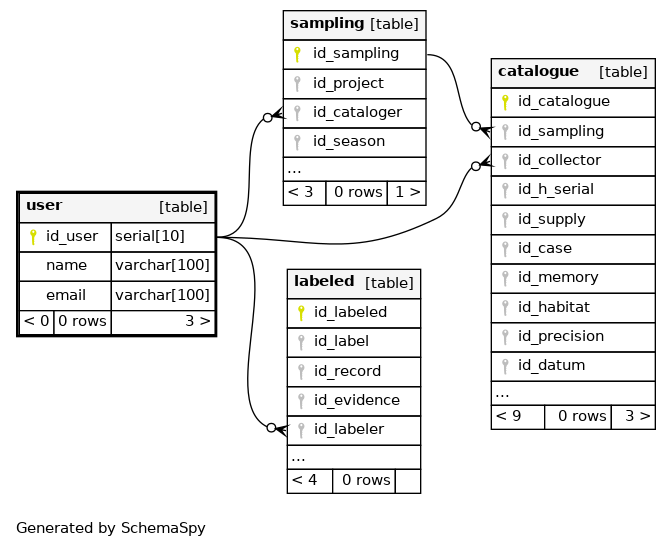 sampling [table]
id_sampling
id_project
id_cataloger
id_season
...
< 3 0 rows 1 >
catalogue [table]
id_catalogue
id_sampling
id_collector
id_h_serial
id_supply
id_case
id_memory
id_habitat
id_precision
id_datum
...
< 9 0 rows 3 >
user [table]
id_user serial[10]
name varchar[100]
email varchar[100]
< 0 0 rows 3 >
labeled [table]
id_labeled
id_label
id_record
id_evidence
id_labeler
...
< 4 0 rows
Generated by SchemaSpy